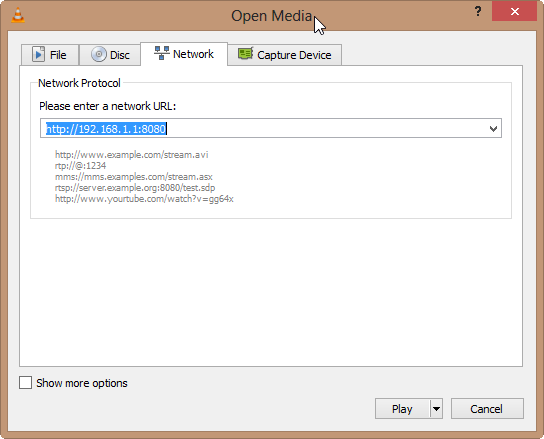 Open Media
?
File
Disc
Network
Capture Device
Network Protocol
Please enter a network URL:
http://192.168.1.1:8080
http://www.example.com/stream.avi
rtp://@:1234
mms://mms.examples.com/stream.asx
rtsp://server.example.org:8080/test.sdp
http://www.yourtube.com/watch?v=gg64x
Show more options
Play
Cancel